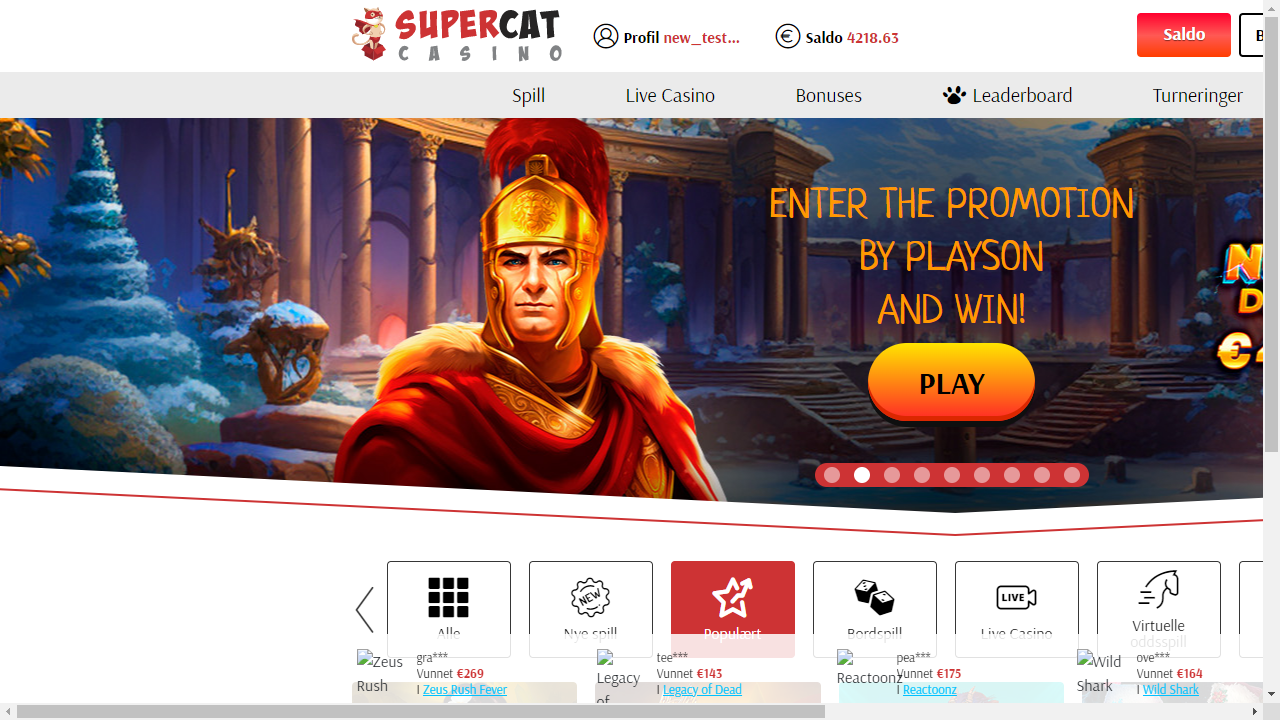 SUPERCAT
CASINO
Profil new_test...
Saldo 4218.63
Saldo
Spill
Live Casino
Bonuses
Leaderboard
Turneringer
ENTER THE PROMOTION
BY PLAYSON
AND WIN!
PLAY
Alle
NEW
Nye spill
Populært
Bordspill
LIVE
Live Casino
Virtuelle
oddsspill
Zeus
Rush
gra***
Vunnet €269
I Zeus Rush Fever
Legacy
of
tee***
Vunnet €143
I Legacy of Dead
Reactoonz
pea***
Vunnet €175
I Reactoonz
Wild
Shark
ove***
Vunnet €164
I Wild Shark